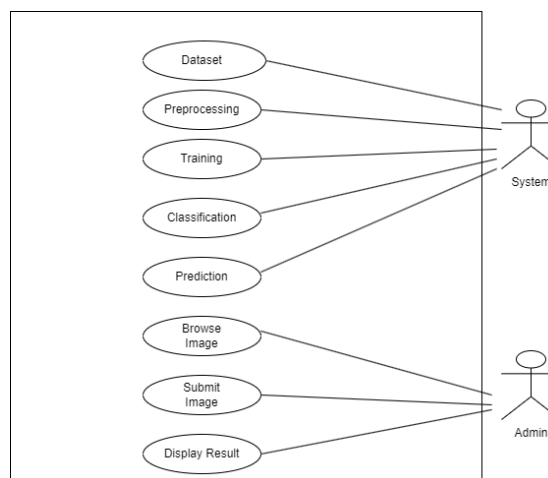 Dataset
Preprocessing
Training
System
Classification
Prediction
Browse
Image
Submit
Image
Admin
Display Result